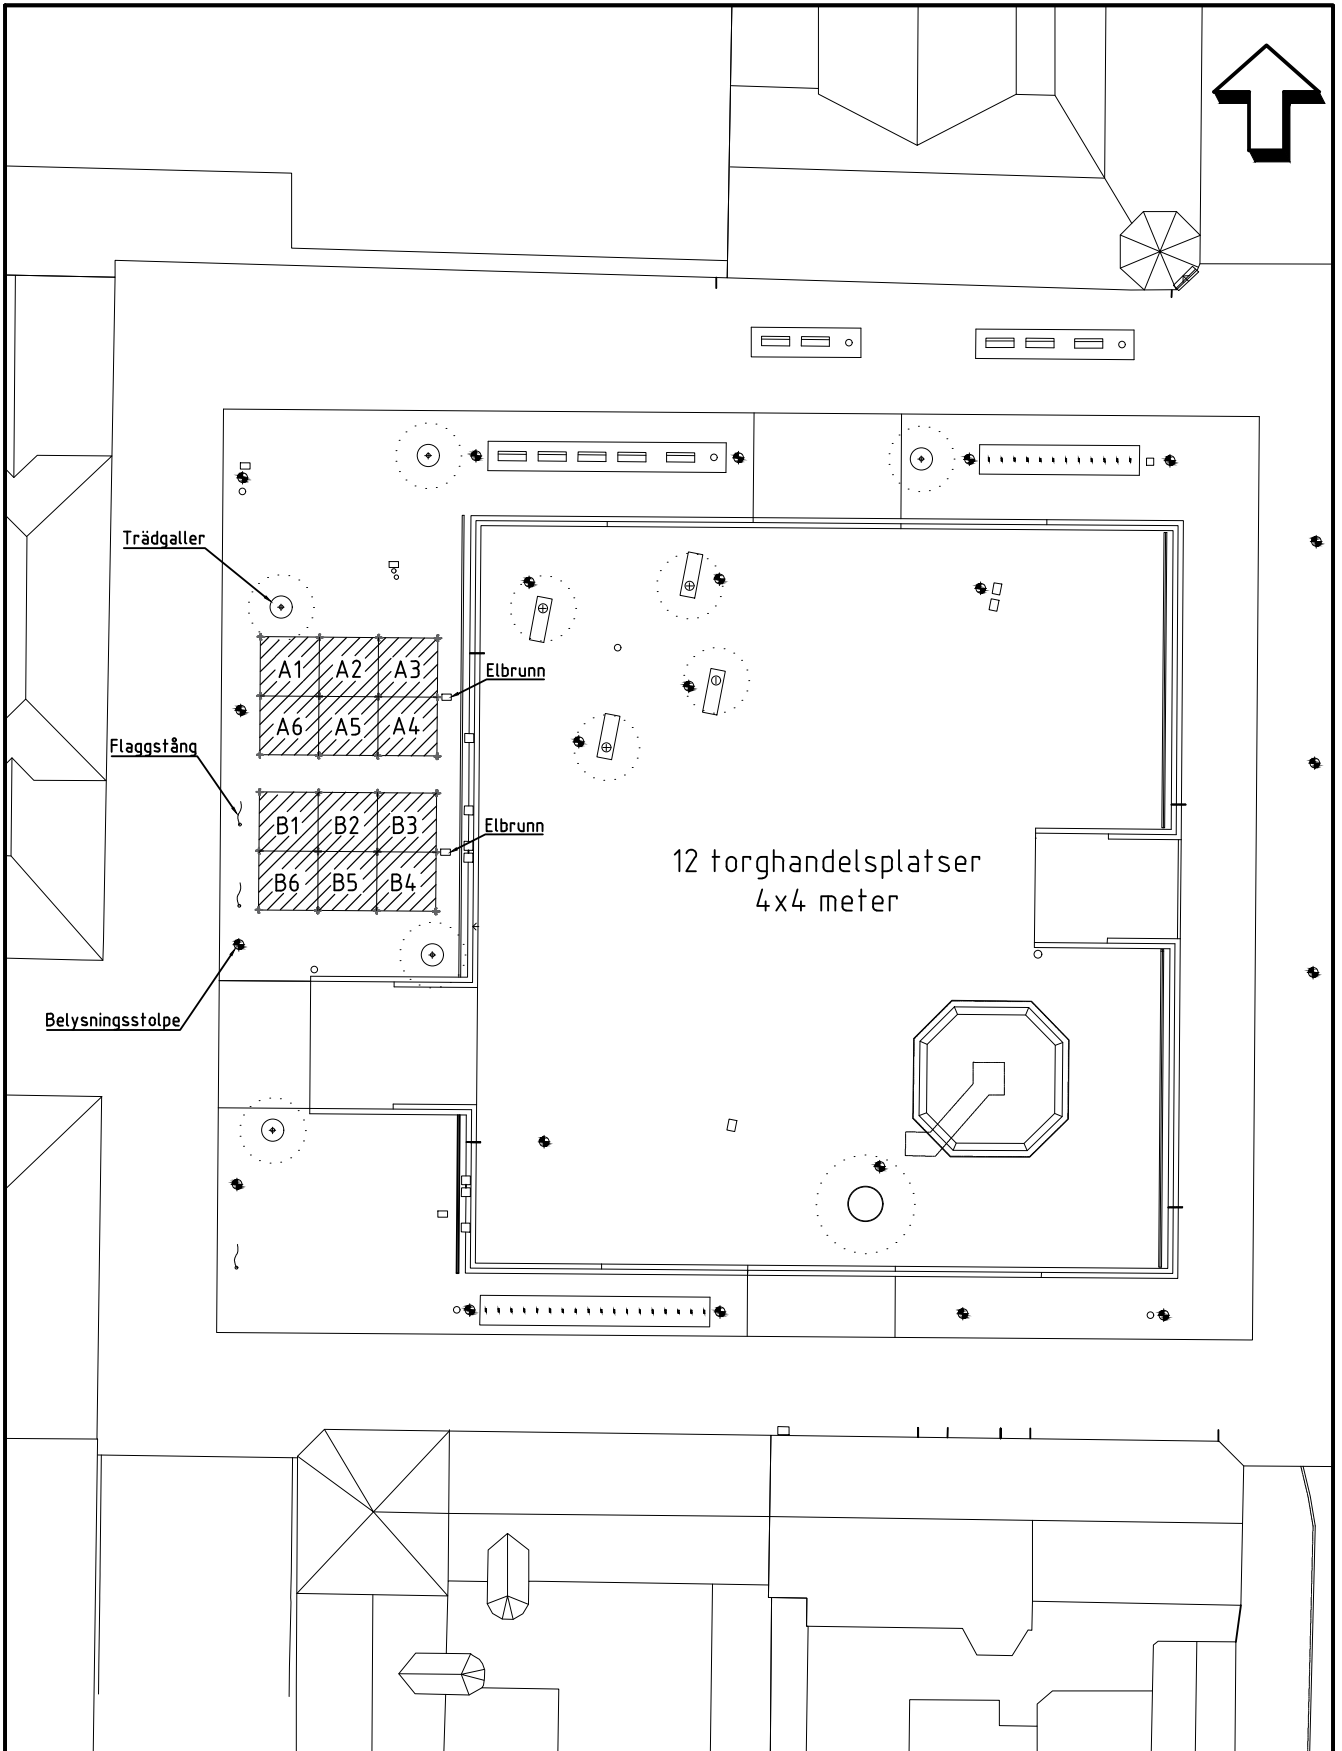 Trädgaller
A1 A2 A3
Elbrunn
A6 A5 A4
Flaggstång
B1 B2 B3
Elbrunn
B6 B5 B4
12 torghandelsplatser
4x4 meter
Belysningsstolpe